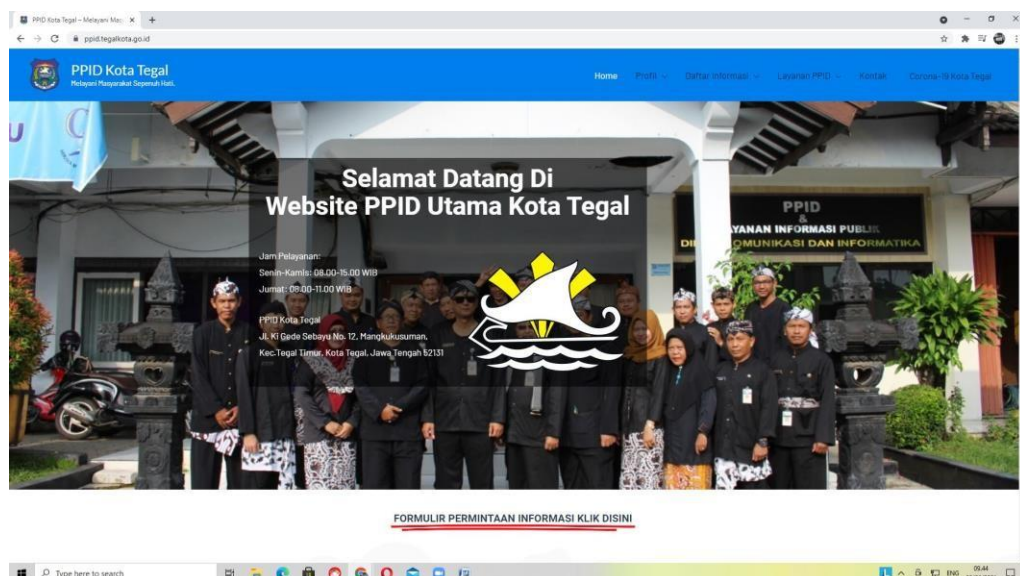 PPID Kota Tegal – Melayani Mas
ppid.tegalkota.go.id
PPID Kota Tegal
Melayani Masyarakat Sepenuh Hati.
Home Profil Daftar Informasi Layanan PPID Kontak Corona-19 Kota Tegal
Selamat Datang Di
Website PPID Utama Kota Tegal
Jam Pelayanan:
Senin-Kamis: 08.00-15.00 WIB
Jumat: 08.00-11.00 WIB
PPID Kota Tegal
Jl. Ki Gede Sebayu No. 12, Mangkukusuman,
Kec.Tegal Timur, Kota Tegal, Jawa Tengah 52131
PPID
&
YANAN INFORMASI PUBLIK
OMUNIKASI DAN INFORMATIKA
FORMULIR PERMINTAAN INFORMASI KLIK DISINI
Type here to search
ENG
09.44